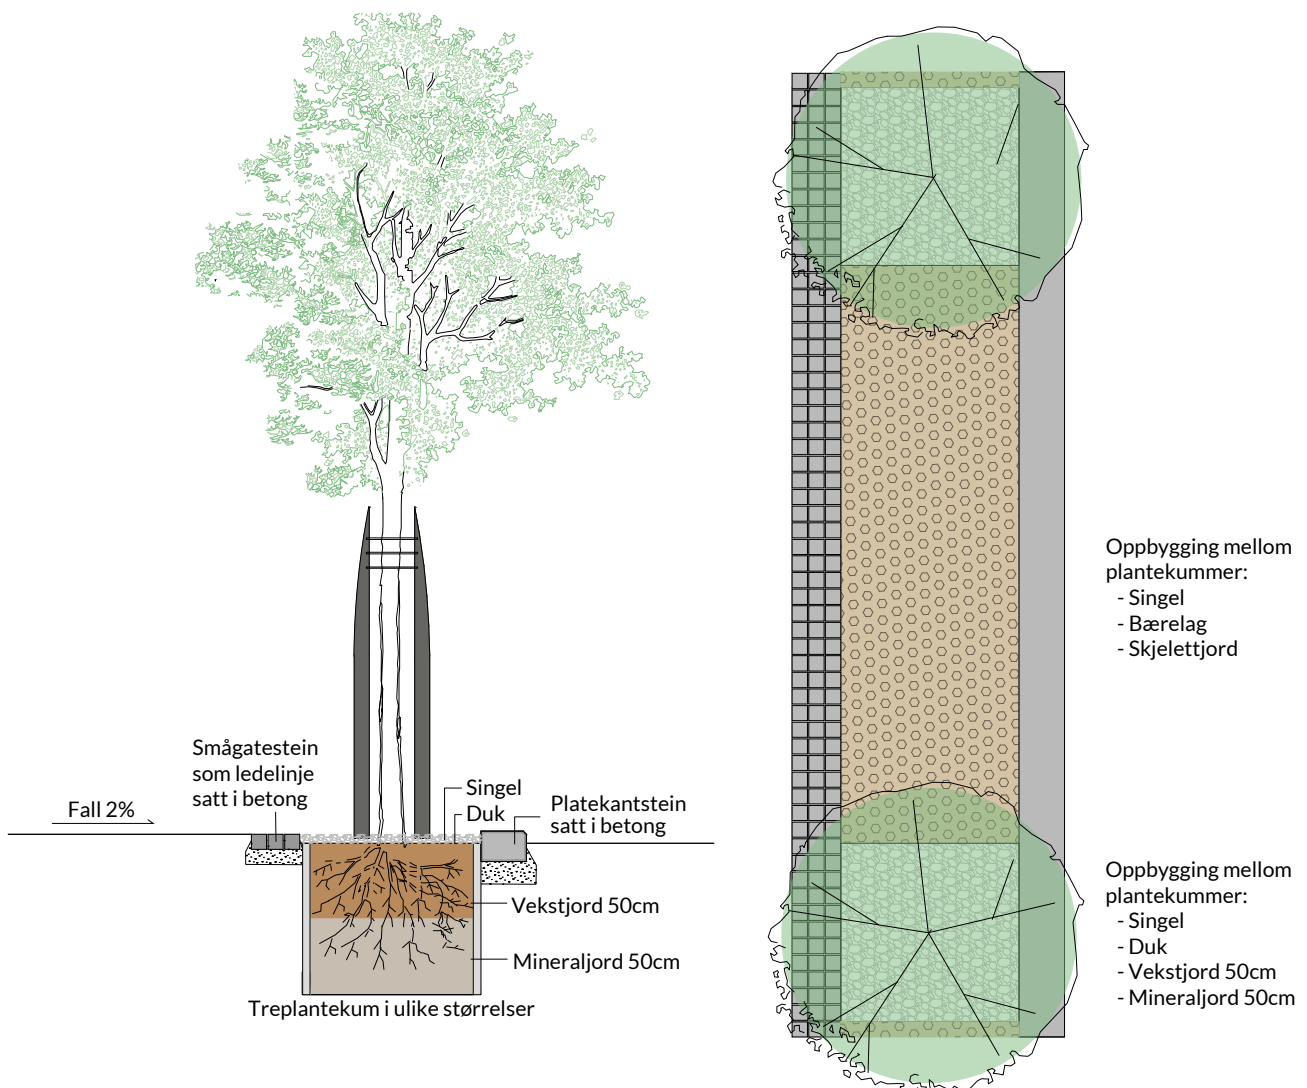 Smågatestein
som ledelinje
satt i betong
Fall 2%
Singel
Duk
Platekantstein
satt i betong
Vekstjord 50cm
Mineraljord 50cm
Treplantekum i ulike størrelser
Oppbygging mellom
plantekummer:
- Singel
- Bærelag
- Skjelettjord
Oppbygging mellom
plantekummer:
- Singel
- Duk
- Vekstjord 50cm
- Mineraljord 50cm